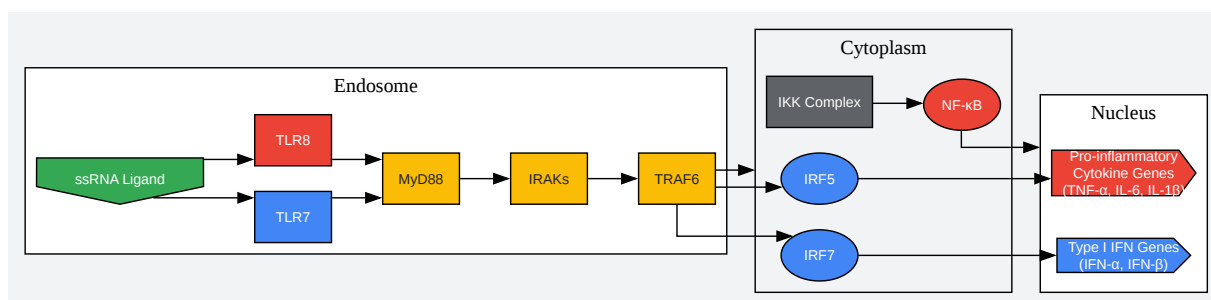 Endosome
ssRNA Ligand
TLR8
TLR7
MyD88
IRAKs
TRAF6
Cytoplasm
IKK Complex
NF-κB
IRF5
IRF7
Nucleus
Pro-inflammatory
Cytokine Genes
(TNF-α, IL-6, IL-1β)
Type I IFN Genes
(IFN-α, IFN-β)